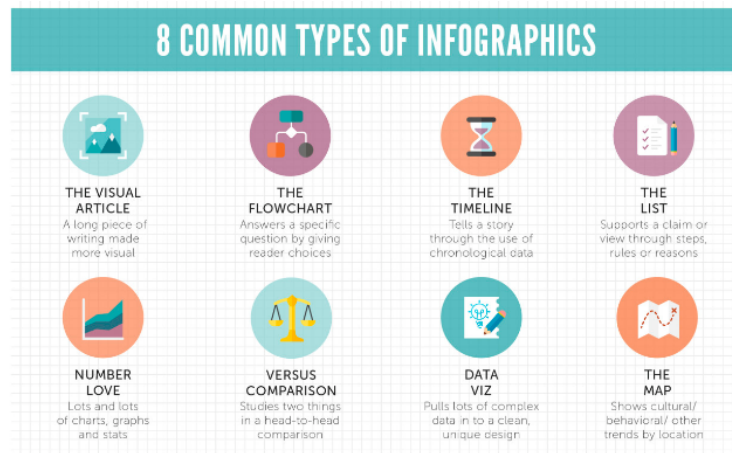 8 COMMON TYPES OF INFOGRAPHICS
THE VISUAL
ARTICLE
A long piece of
writing made
more visual
THE
FLOWCHART
Answers a specific
question by giving
reader choices
THE
TIMELINE
Tells a story
through the use of
chronological data
THE
LIST
Supports a claim or
view through steps,
rules or reasons
NUMBER
LOVE
Lots and lots
of charts, graphs
and stats
VERSUS
COMPARISON
Studies two things
in a head-to-head
comparison
DATA
VIZ
Pulls lots of complex
data in to a clean,
unique design
THE
MAP
Shows cultural/
behavioral/ other
trends by location